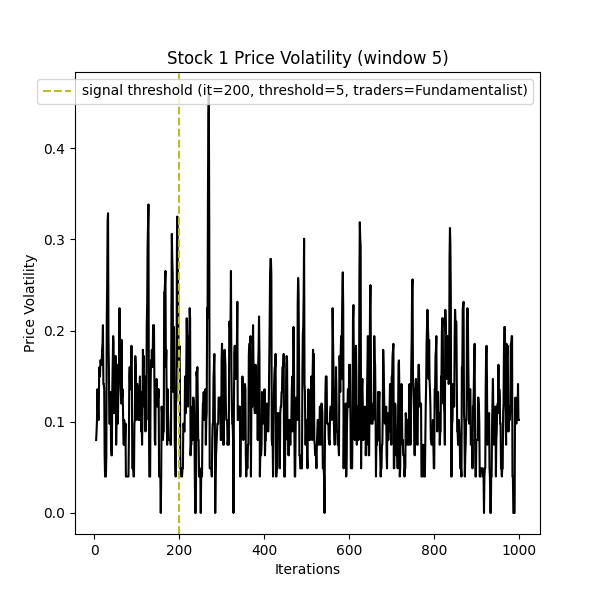 Stock 1 Price Volatility (window 5)
signal threshold (it=200, threshold=5, traders=Fundamentalist)
Price Volatility
0.4
0.3
0.2
0.1
0.0
0
200
400
600
800
1000
Iterations